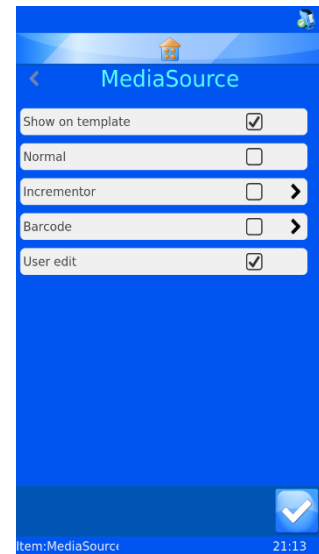 MediaSource
Show on template
Normal
Incrementor
Barcode
User edit
Item:MediaSource
21:13